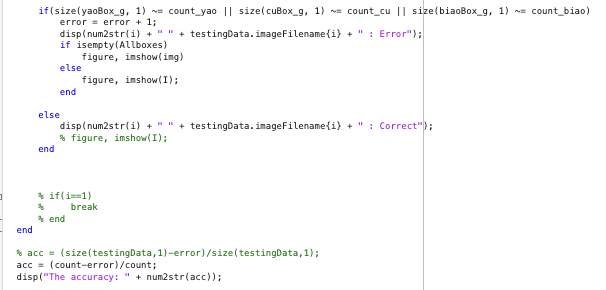 if(size(yaoBox_g, 1) ~= count_yao || size(cuBox_g, 1) ~= count_cu || size(biaoBox_g, 1) ~= count_biao)
error = error + 1;
disp(num2str(i) + " " + testingData.imageFilename{i} + " : Error");
if isempty(Allboxes)
figure, imshow(img)
else
figure, imshow(I);
end
else
disp(num2str(i) + " " + testingData.imageFilename{i} + " : Correct");
% figure, imshow(I);
end
% if(i==1)
%     break
% end
end
% acc = (size(testingData,1)-error)/size(testingData,1);
acc = (count-error)/count;
disp("The accuracy: " + num2str(acc));